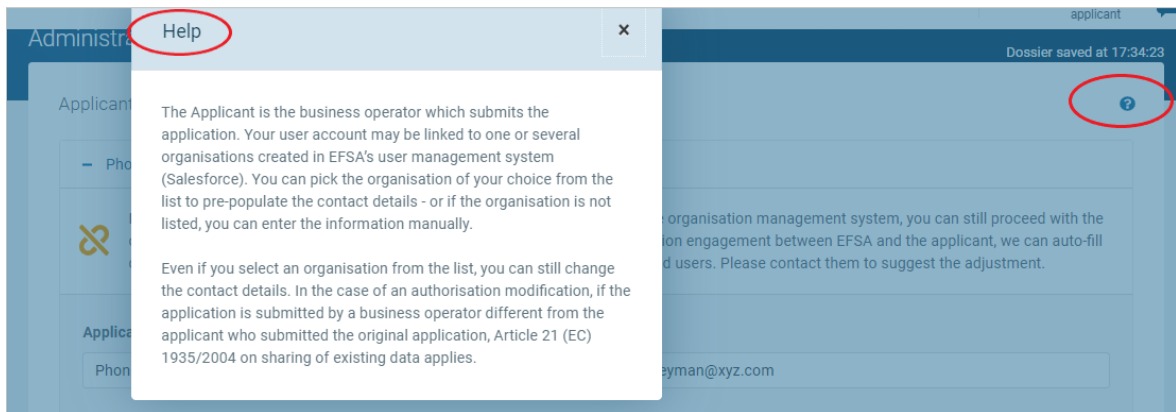 applicant
Administra
Help
×
Dossier saved at 17:34:23
Applicant
?
The Applicant is the business operator which submits the
application. Your user account may be linked to one or several
organisations created in EFSA's user management system
(Salesforce). You can pick the organisation of your choice from the
list to pre-populate the contact details - or if the organisation is not
listed, you can enter the information manually.
Even if you select an organisation from the list, you can still change
the contact details. In the case of an authorisation modification, if the
application is submitted by a business operator different from the
applicant who submitted the original application, Article 21 (EC)
1935/2004 on sharing of existing data applies.
− Pho
organisation management system, you can still proceed with the
ion engagement between EFSA and the applicant, we can auto-fill
d users. Please contact them to suggest the adjustment.
Applica
Phon
eyman@xyz.com